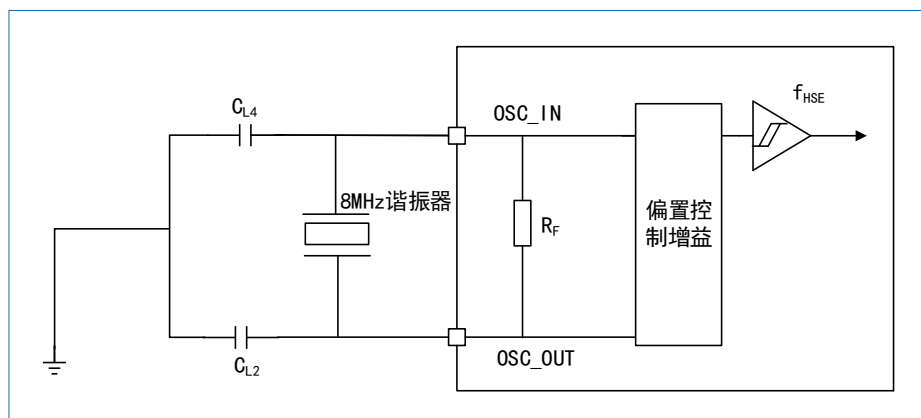 f_HSE
C_L4
OSC_IN
8MHz谐振器
R_F
偏置控
制增益
OSC_OUT
C_L2